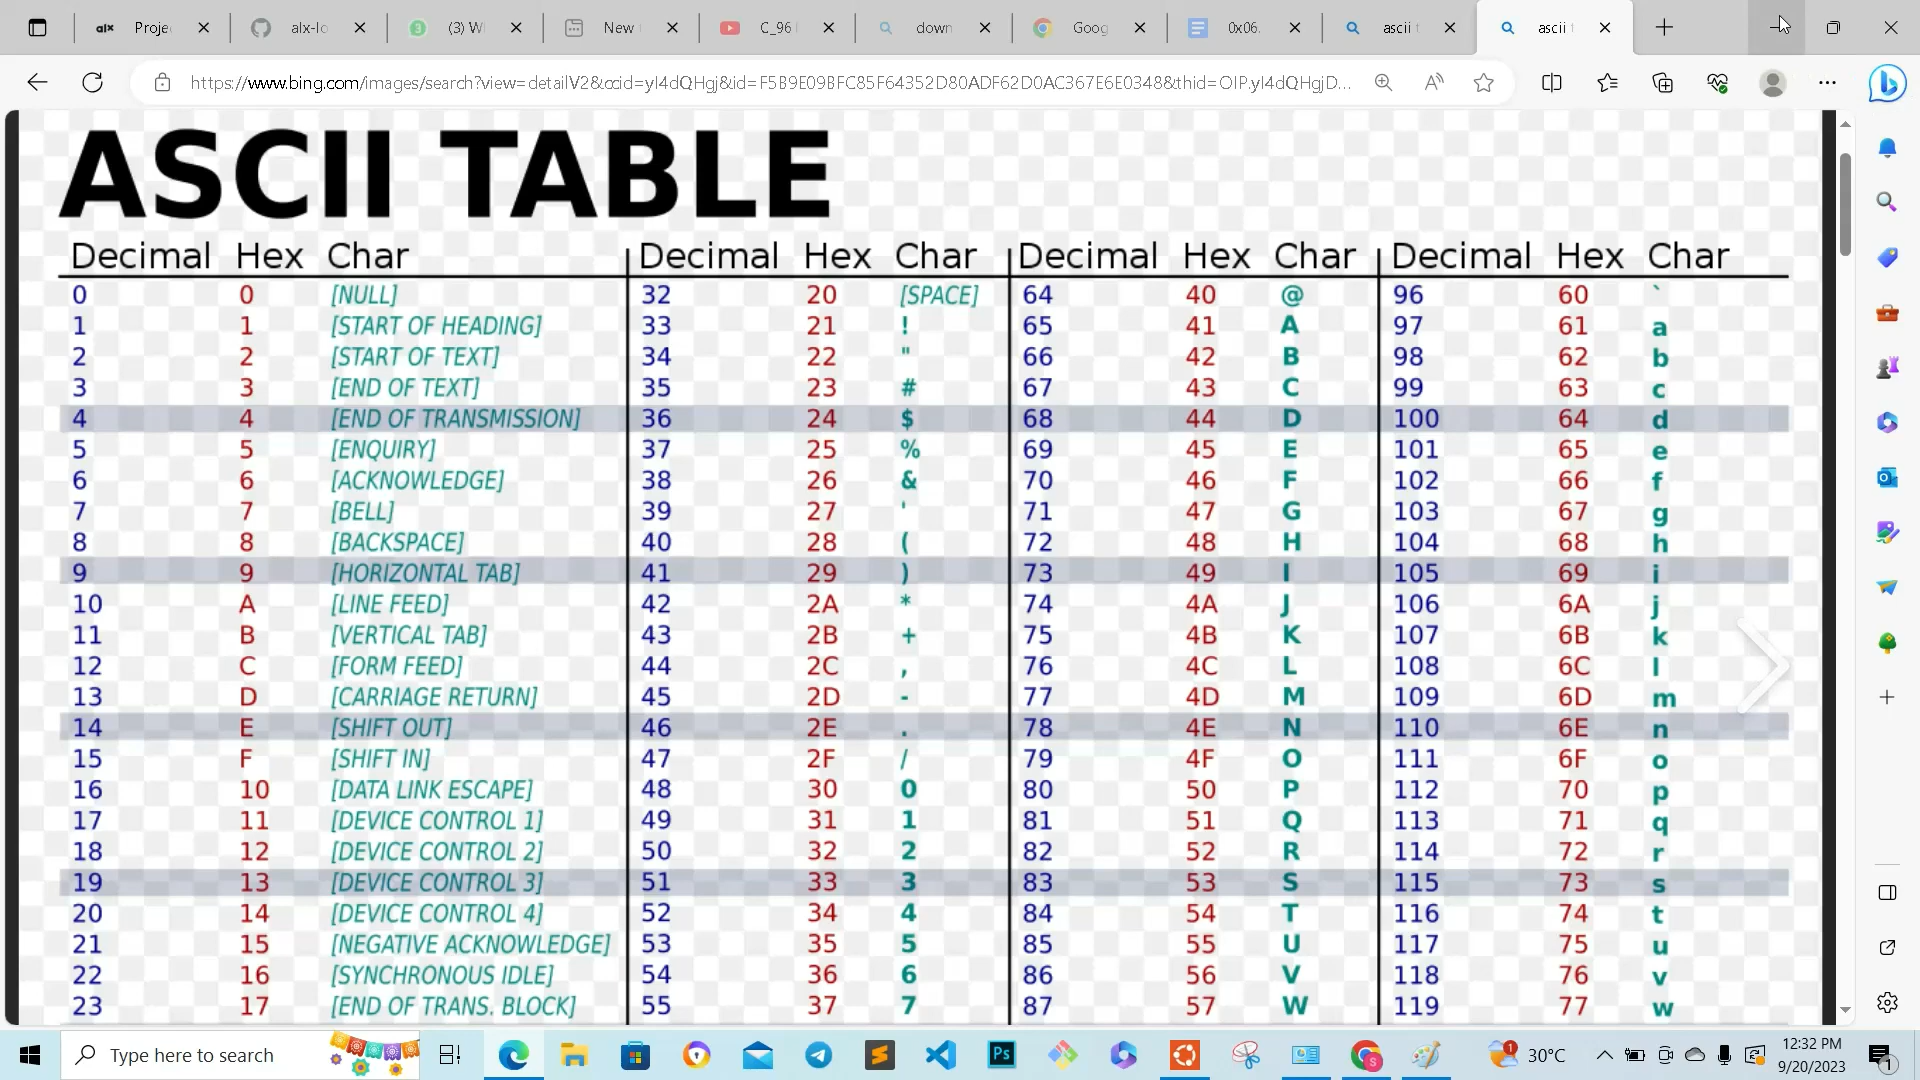 alx Proje
alx-lo
(3) W
New
C_96
down
Goog
0x06.
ascii
ascii
https://www.bing.com/images/search?view=detailV2&ccid=yI4dQHgj&id=F5B9E09BFC85F64352D80ADF62D0AC367E6E0348&thid=OIP.yI4dQHgjD...
ASCII TABLE
Decimal Hex Char Decimal Hex Char Decimal Hex Char Decimal Hex Char
0 0 [NULL] 32 20 [SPACE] 64 40 @ 96 60 `
1 1 [START OF HEADING] 33 21 ! 65 41 A 97 61 a
2 2 [START OF TEXT] 34 22 " 66 42 B 98 62 b
3 3 [END OF TEXT] 35 23 # 67 43 C 99 63 c
4 4 [END OF TRANSMISSION] 36 24 $ 68 44 D 100 64 d
5 5 [ENQUIRY] 37 25 % 69 45 E 101 65 e
6 6 [ACKNOWLEDGE] 38 26 & 70 46 F 102 66 f
7 7 [BELL] 39 27 ' 71 47 G 103 67 g
8 8 [BACKSPACE] 40 28 ( 72 48 H 104 68 h
9 9 [HORIZONTAL TAB] 41 29 ) 73 49 I 105 69 i
10 A [LINE FEED] 42 2A * 74 4A J 106 6A j
11 B [VERTICAL TAB] 43 2B + 75 4B K 107 6B k
12 C [FORM FEED] 44 2C , 76 4C L 108 6C l
13 D [CARRIAGE RETURN] 45 2D - 77 4D M 109 6D m
14 E [SHIFT OUT] 46 2E . 78 4E N 110 6E n
15 F [SHIFT IN] 47 2F / 79 4F O 111 6F o
16 10 [DATA LINK ESCAPE] 48 30 0 80 50 P 112 70 p
17 11 [DEVICE CONTROL 1] 49 31 1 81 51 Q 113 71 q
18 12 [DEVICE CONTROL 2] 50 32 2 82 52 R 114 72 r
19 13 [DEVICE CONTROL 3] 51 33 3 83 53 S 115 73 s
20 14 [DEVICE CONTROL 4] 52 34 4 84 54 T 116 74 t
21 15 [NEGATIVE ACKNOWLEDGE] 53 35 5 85 55 U 117 75 u
22 16 [SYNCHRONOUS IDLE] 54 36 6 86 56 V 118 76 v
23 17 [END OF TRANS. BLOCK] 55 37 7 87 57 W 119 77 w
Type here to search
Ps
1
30°C
12:32 PM
9/20/2023
1